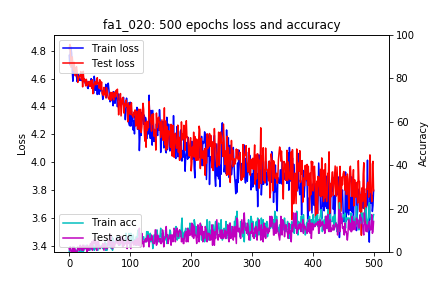 fa1_020: 500 epochs loss and accuracy
Train loss
Test loss
Train acc
Test acc
Loss
Accuracy
4.8
4.6
4.4
4.2
4.0
3.8
3.6
3.4
100
80
60
40
20
0
0 100 200 300 400 500